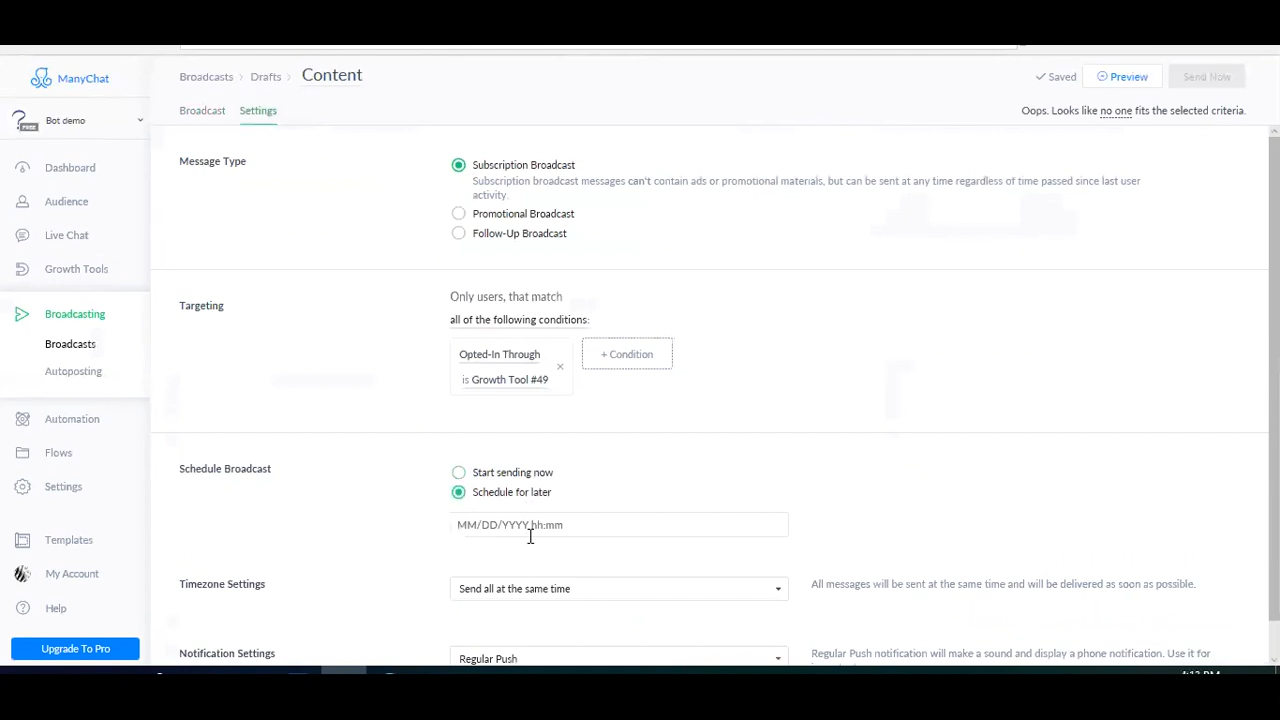 ManyChat
Broadcasts > Drafts > Content
Saved
Preview
Send Now
Bot demo
FREE
Broadcast
Settings
Oops. Looks like no one fits the selected criteria.
Dashboard
Audience
Live Chat
Growth Tools
Broadcasting
Broadcasts
Autoposting
Automation
Flows
Settings
Templates
My Account
Help
Upgrade To Pro
Message Type
Subscription Broadcast
Subscription broadcast messages can't contain ads or promotional materials, but can be sent at any time regardless of time passed since last user
activity.
Promotional Broadcast
Follow-Up Broadcast
Targeting
Only users, that match
all of the following conditions:
Opted-In Through
is Growth Tool #49
+ Condition
Schedule Broadcast
Start sending now
Schedule for later
MM/DD/YYYY hh:mm
Timezone Settings
Send all at the same time
All messages will be sent at the same time and will be delivered as soon as possible.
Notification Settings
Regular Push
Regular Push notification will make a sound and display a phone notification. Use it for